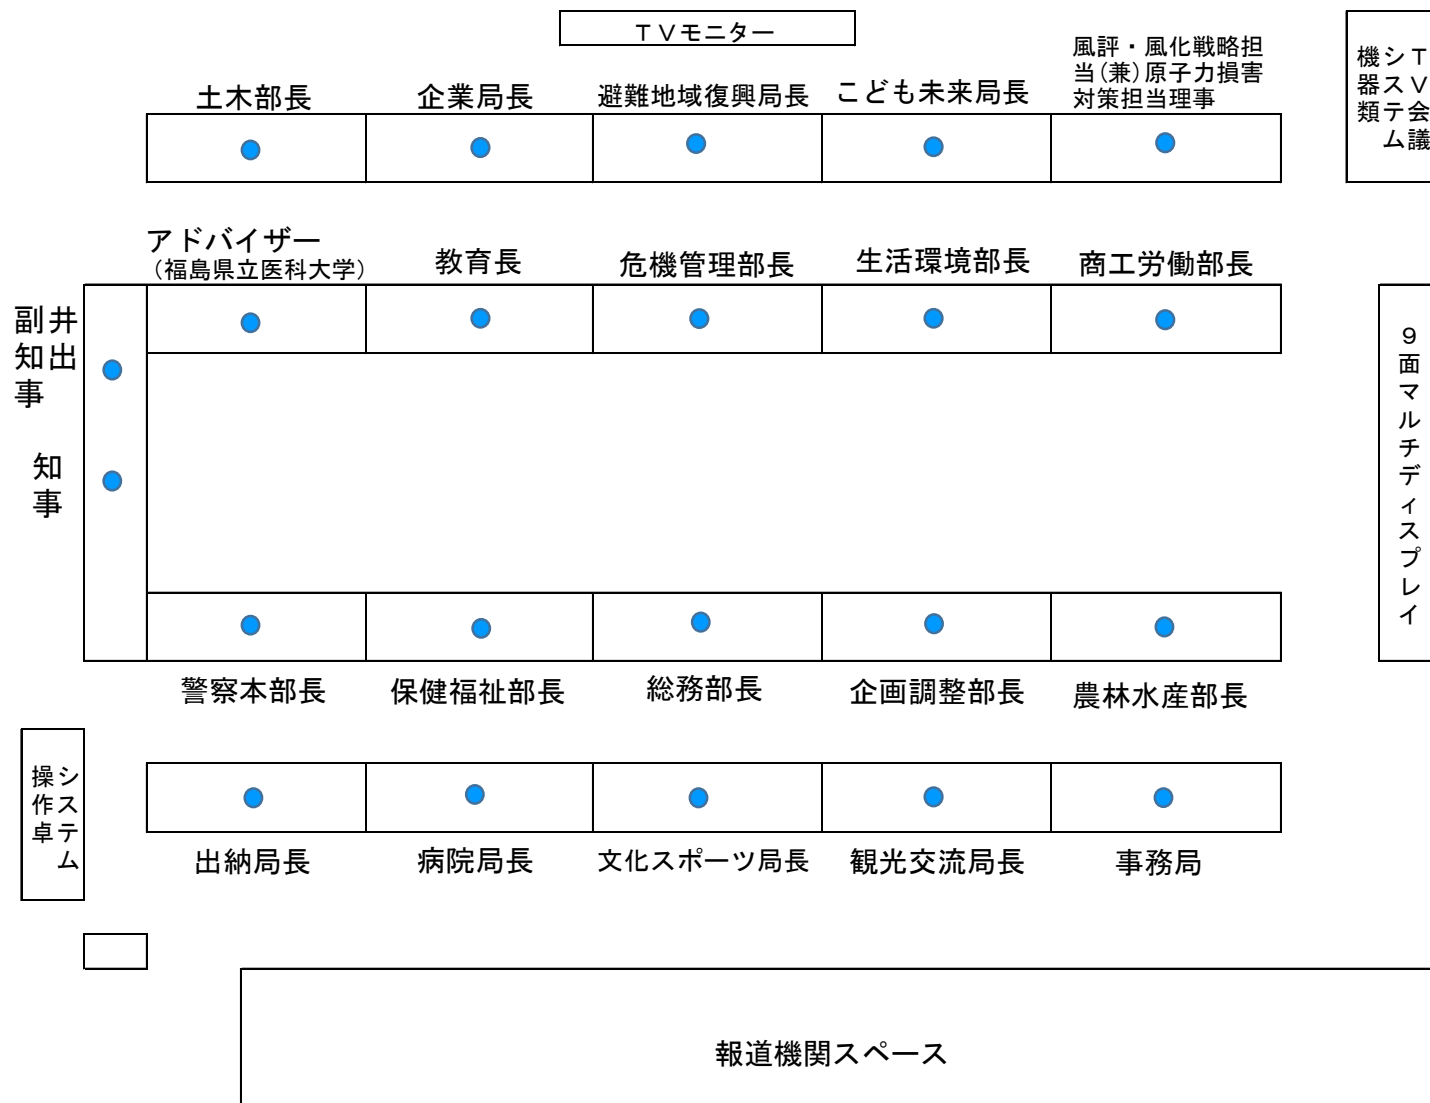 TVモニター
風評・風化戦略担
当(兼)原子力損害
対策担当理事
土木部長
企業局長
避難地域復興局長
こども未来局長
TV会議
システム
機器類
アドバイザー
（福島県立医科大学）
教育長
危機管理部長
生活環境部長
商工労働部長
井出
副知事
知事
9面マルチディスプレイ
警察本部長
保健福祉部長
総務部長
企画調整部長
農林水産部長
システム
操作卓
出納局長
病院局長
文化スポーツ局長
観光交流局長
事務局
報道機関スペース